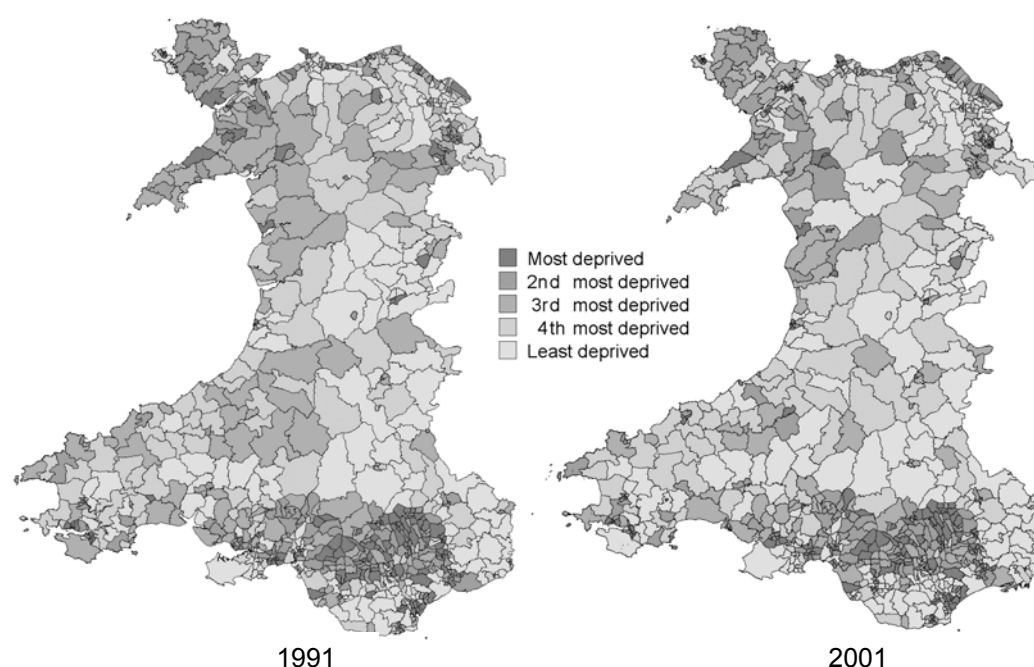 Most deprived
2nd most deprived
3rd most deprived
4th most deprived
Least deprived
1991
2001